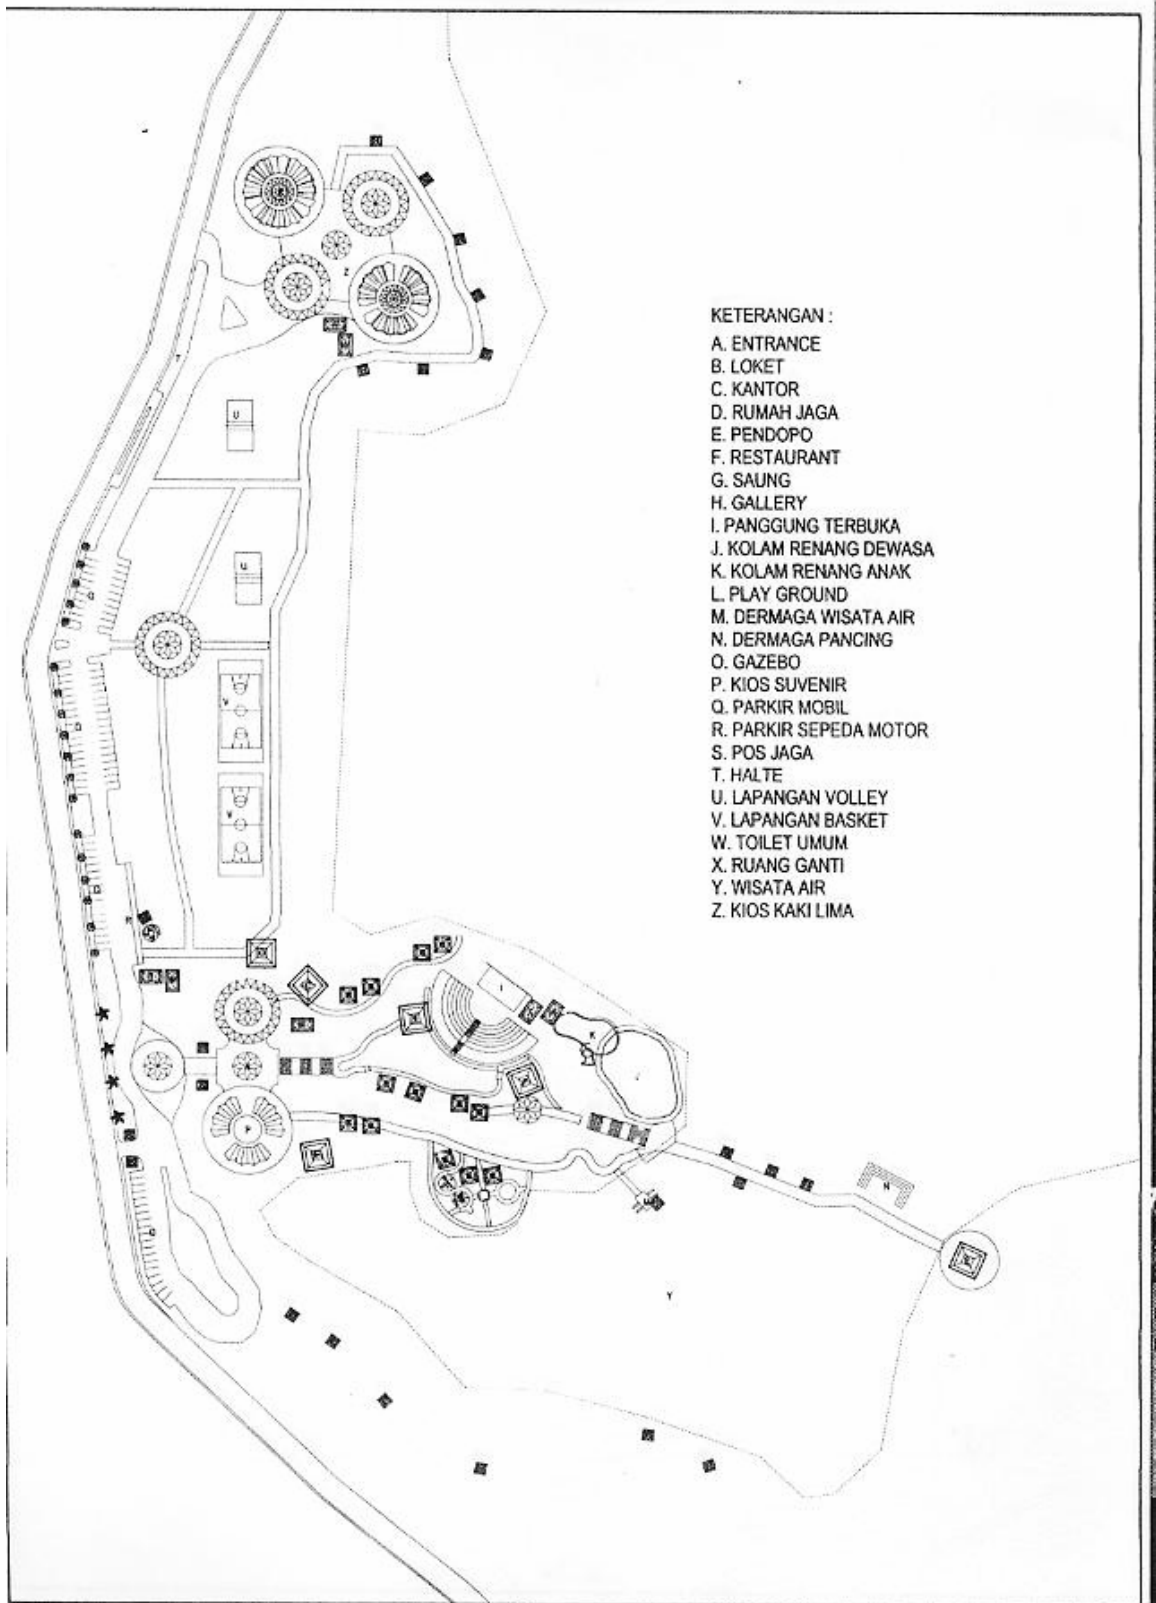 Z
T
U
U
V
V
I
K
P
N
Y
KETERANGAN :
A. ENTRANCE
B. LOKET
C. KANTOR
D. RUMAH JAGA
E. PENDOPO
F. RESTAURANT
G. SAUNG
H. GALLERY
I. PANGGUNG TERBUKA
J. KOLAM RENANG DEWASA
K. KOLAM RENANG ANAK
L. PLAY GROUND
M. DERMAGA WISATA AIR
N. DERMAGA PANCING
O. GAZEBO
P. KIOS SUVENIR
Q. PARKIR MOBIL
R. PARKIR SEPEDA MOTOR
S. POS JAGA
T. HALTE
U. LAPANGAN VOLLEY
V. LAPANGAN BASKET
W. TOILET UMUM
X. RUANG GANTI
Y. WISATA AIR
Z. KIOS KAKI LIMA